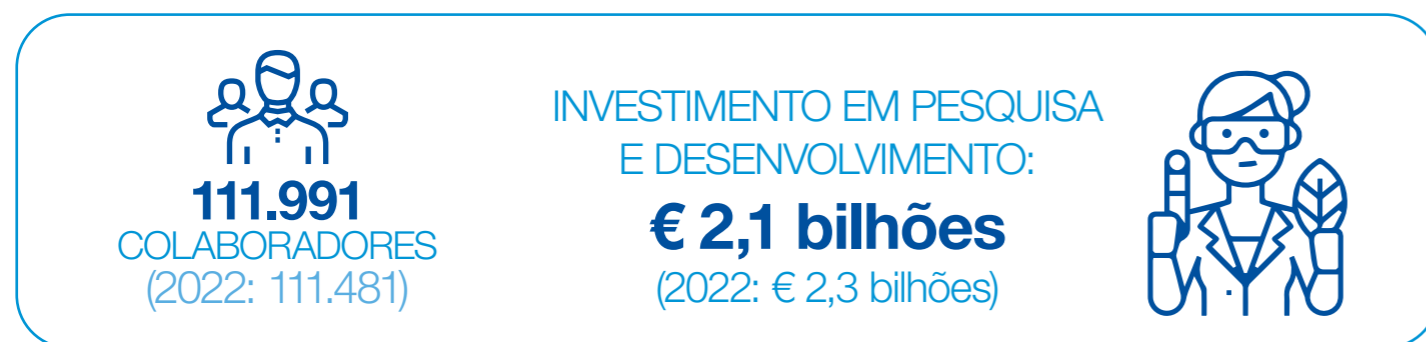 111.991
COLABORADORES
(2022: 111.481)
INVESTIMENTO EM PESQUISA
E DESENVOLVIMENTO:
€ 2,1 bilhões
(2022: € 2,3 bilhões)